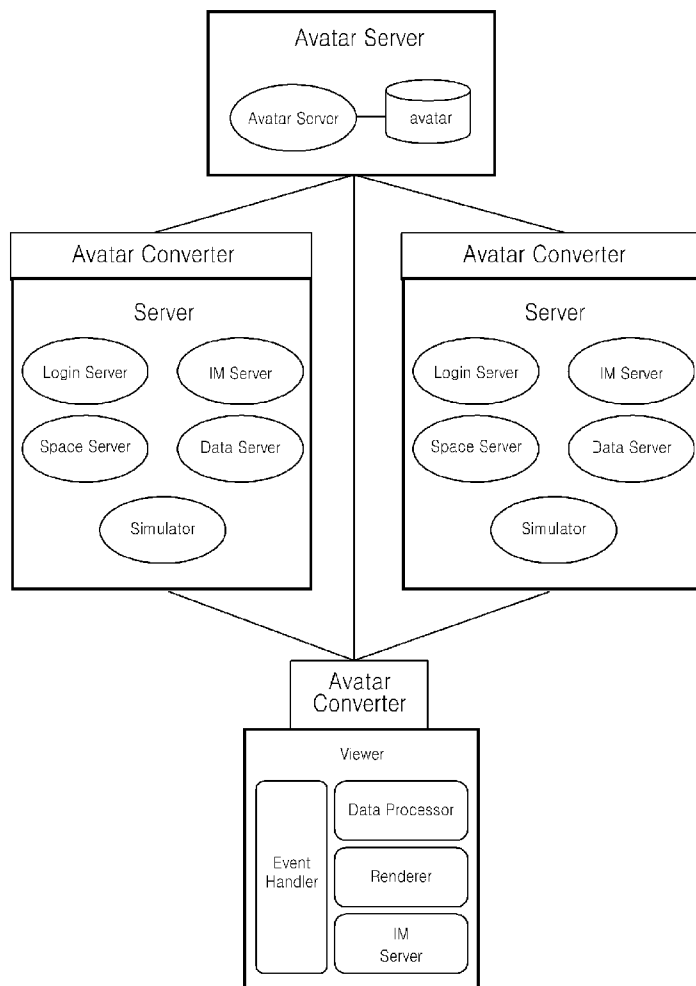 Avatar Server
Avatar Server
avatar
Avatar Converter
Server
Login Server
IM Server
Space Server
Data Server
Simulator
Avatar Converter
Server
Login Server
IM Server
Space Server
Data Server
Simulator
Avatar
Converter
Viewer
Event
Handler
Data Processor
Renderer
IM
Server